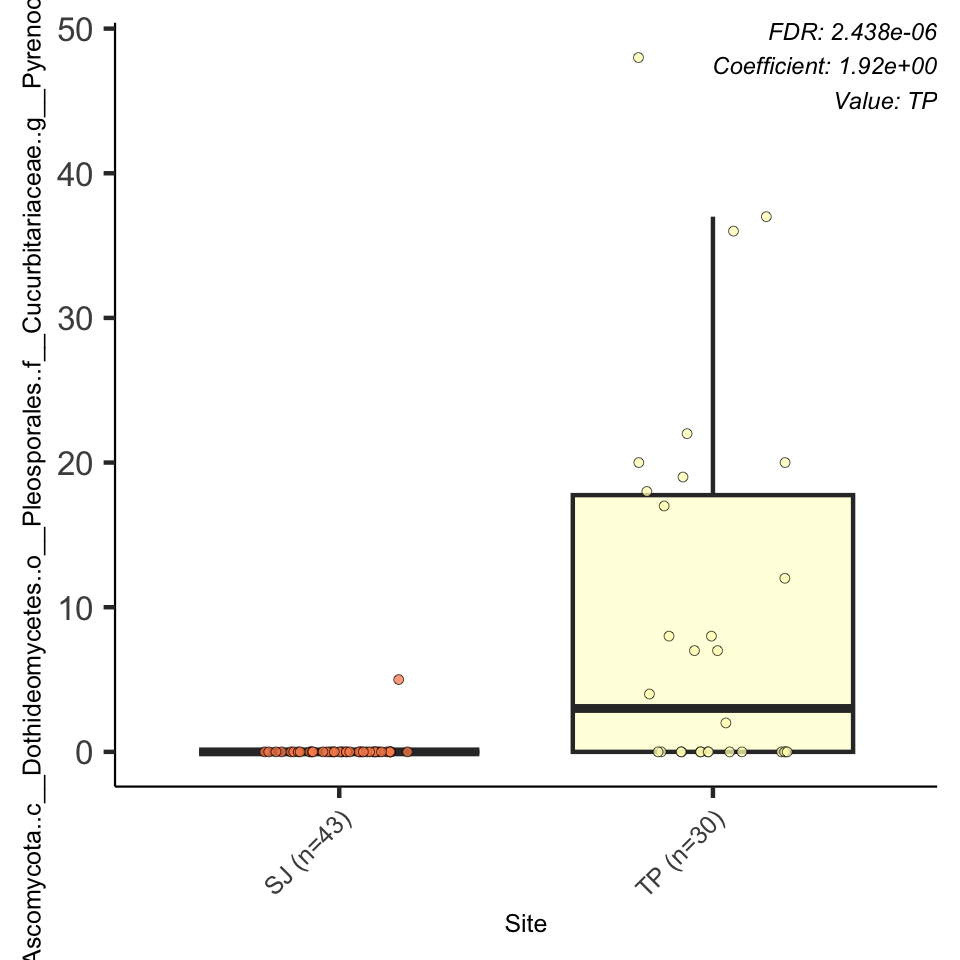 FDR: 2.438e-06
Coefficient: 1.92e+00
Value: TP
Ascomycota..c__Dothideomycetes..o__Pleosporales..f__Cucurbitariaceae..g__Pyrenoc
50
40
30
20
10
0
SJ (n=43)
TP (n=30)
Site